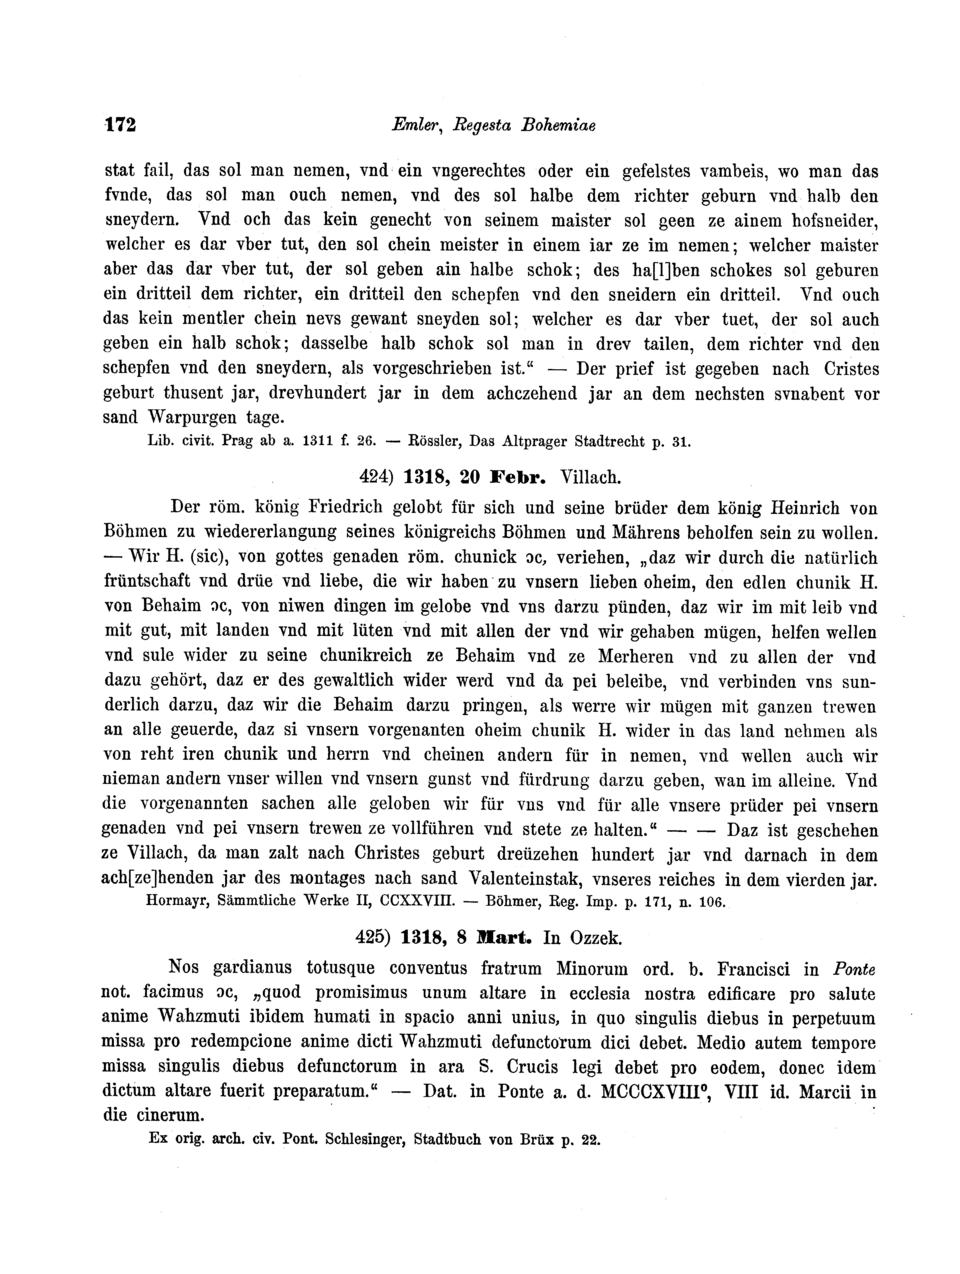 172 Emler, Regesta Bohemiae
stat fail, das sol man nemen, vnd ein vngerechtes oder ein gefelstes vambeis, wo man das
fvnde, das sol man ouch nemen, vnd des sol halbe dem richter geburn vnd halb den
sneydern. Vnd och das kein genecht von seinem maister sol geen ze ainem hofsneider,
welcher es dar vber tut, den sol chein meister in einem iar ze im nemen; welcher maister
aber das dar vber tut, der sol geben ain halbe schok; des ha[l]ben schokes sol geburen
ein dritteil dem richter, ein dritteil den schepfen vnd den sneidern ein dritteil. Vnd ouch
das kein mentler chein nevs gewant sneyden sol; welcher es dar vber tuet, der sol auch
geben ein halb schok; dasselbe halb schok sol man in drev tailen, dem richter vnd den
schepfen vnd den sneydern, als vorgeschrieben ist.“ — Der prief ist gegeben nach Cristes
geburt thusent jar, drevhundert jar in dem achczehend jar an dem nechsten svnabent vor
sand Warpurgen tage.
Lib. civit. Prag ab a. 1311 f. 26. — Rössler, Das Altprager Stadtrecht p. 31.
424) 1318, 20 Febr. Villach.
Der röm. könig Friedrich gelobt für sich und seine brüder dem könig Heinrich von
Böhmen zu wiedererlangung seines königreichs Böhmen und Mährens beholfen sein zu wollen.
— Wir H. (sic), von gottes genaden röm. chunick ɔc, veriehen, „daz wir durch die natürlich
früntschaft vnd drüe vnd liebe, die wir haben zu vnsern lieben oheim, den edlen chunik H.
von Behaim ɔc, von niwen dingen im gelobe vnd vns darzu pünden, daz wir im mit leib vnd
mit gut, mit landen vnd mit lüten vnd mit allen der vnd wir gehaben mügen, helfen wellen
vnd sule wider zu seine chunikreich ze Behaim vnd ze Merheren vnd zu allen der vnd
dazu gehört, daz er des gewaltlich wider werd vnd da pei beleibe, vnd verbinden vns sun-
derlich darzu, daz wir die Behaim darzu pringen, als werre wir mügen mit ganzen trewen
an alle geuerde, daz si vnsern vorgenanten oheim chunik H. wider in das land nehmen als
von reht iren chunik und herrn vnd cheinen andern für in nemen, vnd wellen auch wir
nieman andern vnser willen vnd vnsern gunst vnd fürdrung darzu geben, wan im alleine. Vnd
die vorgenannten sachen alle geloben wir für vns vnd für alle vnsere prüder pei vnsern
genaden vnd pei vnsern trewen ze vollführen vnd stete ze halten.“ — — Daz ist geschehen
ze Villach, da man zalt nach Christes geburt dreüzehen hundert jar vnd darnach in dem
ach[ze]henden jar des montages nach sand Valenteinstak, vnseres reiches in dem vierden jar.
Hormayr, Sämmtliche Werke II, CCXXVIII. — Böhmer, Reg. Imp. p. 171, n. 106.
425) 1318, 8 Mart. In Ozzek.
Nos gardianus totusque conventus fratrum Minorum ord. b. Francisci in Ponte
not. facimus ɔc, „quod promisimus unum altare in ecclesia nostra edificare pro salute
anime Wahzmuti ibidem humati in spacio anni unius, in quo singulis diebus in perpetuum
missa pro redempcione anime dicti Wahzmuti defunctorum dici debet. Medio autem tempore
missa singulis diebus defunctorum in ara S. Crucis legi debet pro eodem, donec idem
dictum altare fuerit preparatum.“ — Dat. in Ponte a. d. MCCCXVIIIº, VIII id. Marcii in
die cinerum.
Ex orig. arch. civ. Pont. Schlesinger, Stadtbuch von Brüx p. 22.